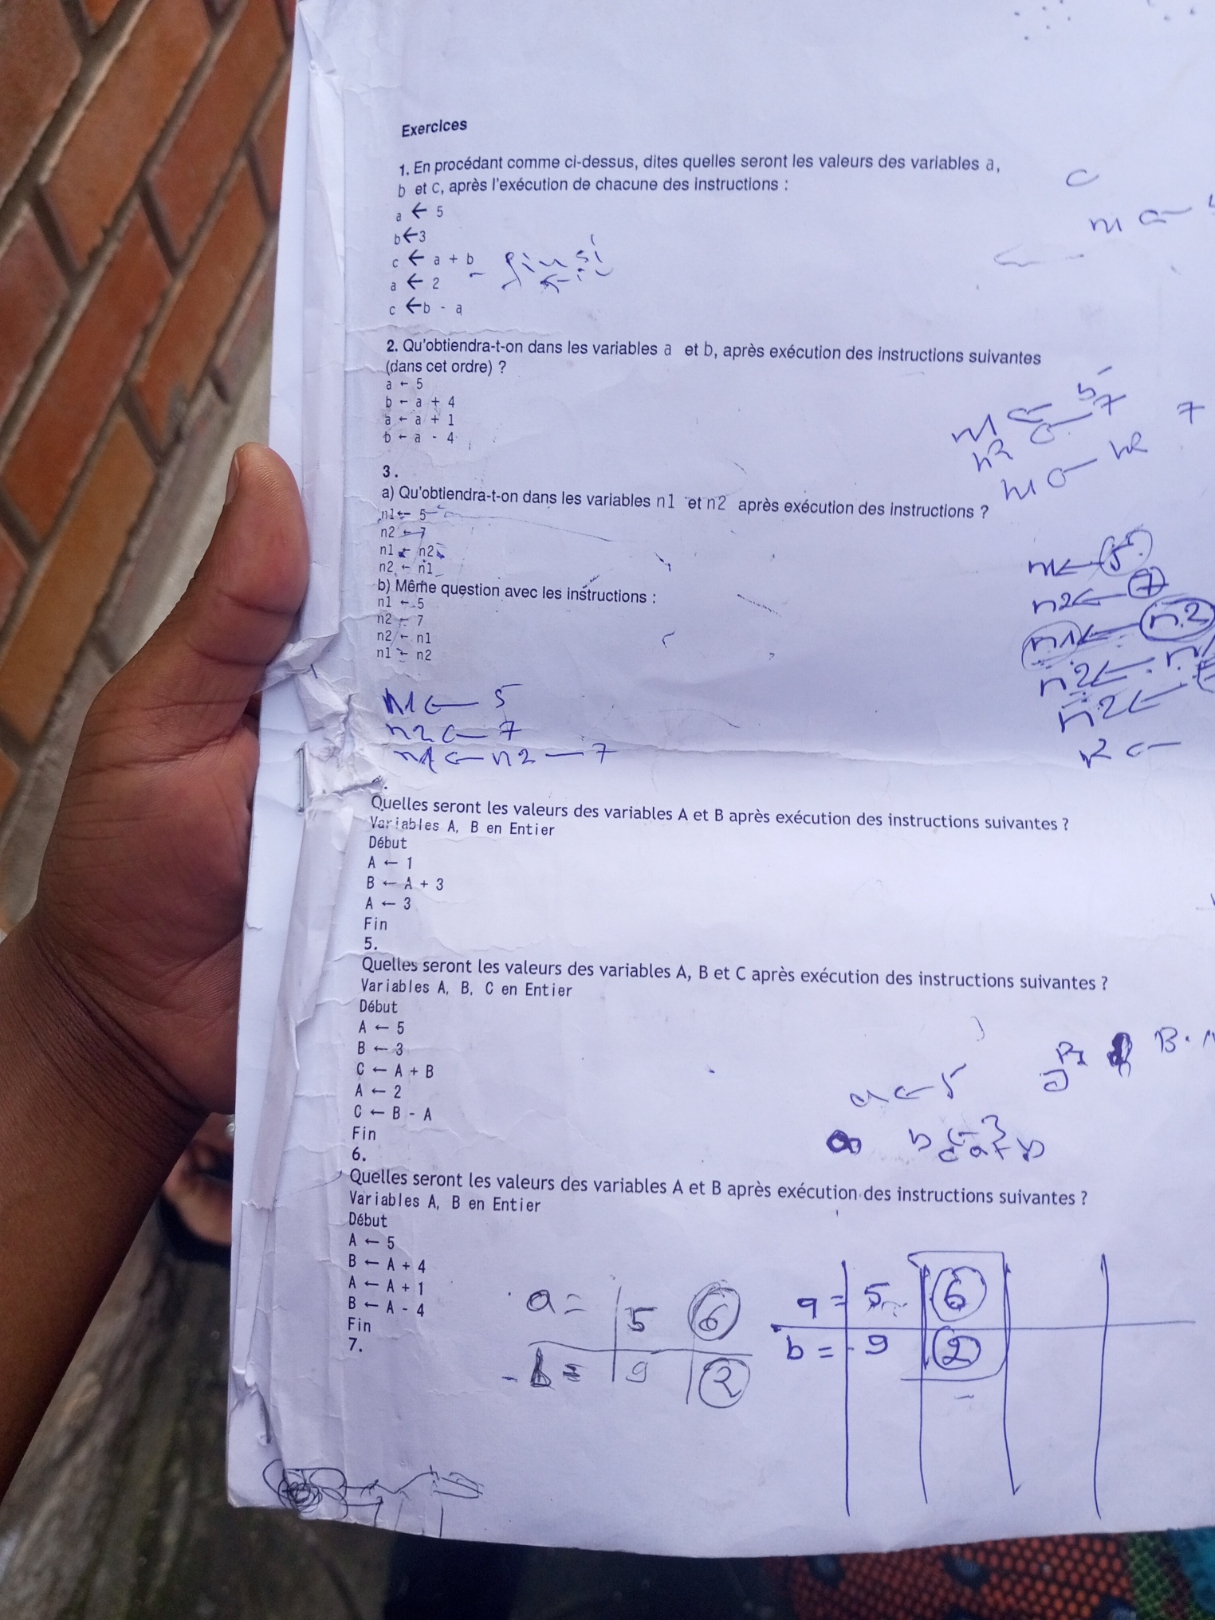 Exercices
1. En procédant comme ci-dessus, dites quelles seront les valeurs des variables a,
b et c, après l'exécution de chacune des instructions :
a ← 5
b←3
c ← a + b
a ← 2
c ←b - a
2. Qu'obtiendra-t-on dans les variables a et b, après exécution des instructions suivantes
(dans cet ordre) ?
a ← 5
b ← a + 4
a ← a + 1
b ← a - 4
n1 ← 5
n2 ← 7
n1 ← n2 7
3.
a) Qu'obtiendra-t-on dans les variables n1 et n2 après exécution des instructions ?
n1← 5
n2 ← 7
n1 ← n2
n2 ← n1
b) Même question avec les instructions :
n1 ← 5
n2 ← 7
n2 ← n1
n1 ← n2
n1← 5
n2← 7
n1← n2
n2←
n2←
n1 ← 5
n2 ← 7
n1 ← n2 — 7
Quelles seront les valeurs des variables A et B après exécution des instructions suivantes ?
Variables A, B en Entier
Début
A ← 1
B ← A + 3
A ← 3
Fin
5.
Quelles seront les valeurs des variables A, B et C après exécution des instructions suivantes ?
Variables A, B, C en Entier
Début
A ← 5
B ← 3
C ← A + B
A ← 2
C ← B - A
Fin
a ← 5
b ← 3
c a + b
6.
Quelles seront les valeurs des variables A et B après exécution des instructions suivantes ?
Variables A, B en Entier
Début
A ← 5
B ← A + 4
A ← A + 1
B ← A - 4
Fin
7.
a = 5 6
b = 9 2
a = 5 6
b = 9 2